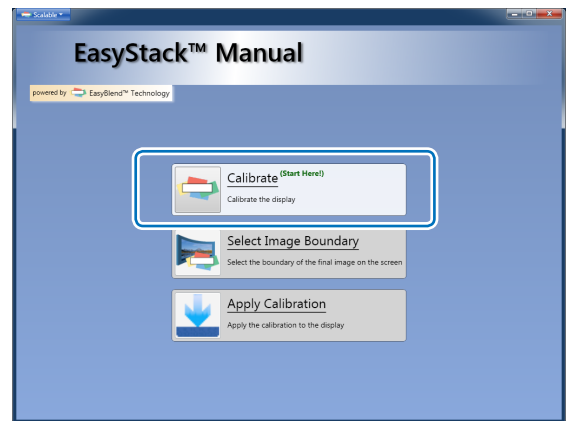 Scalable
EasyStack™ Manual
powered by EasyBlend™ Technology
Calibrate (Start Here!)
Calibrate the display
Select Image Boundary
Select the boundary of the final image on the screen
Apply Calibration
Apply the calibration to the display